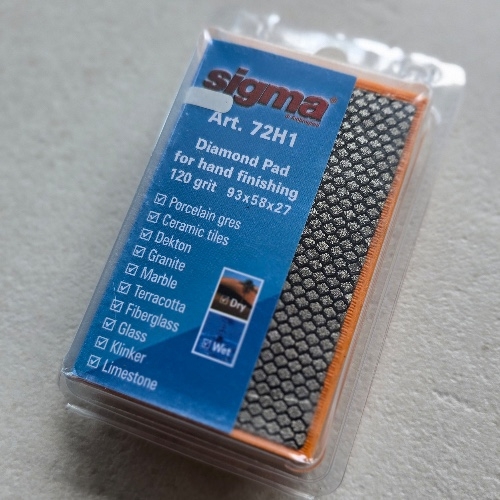 sigma
Art. 72H1
Diamond Pad
for hand finishing
120 grit 93x58x27
Porcelain gres
Ceramic tiles
Dekton
Granite
Marble
Terracotta
Fiberglass
Glass
Klinker
Limestone
Dry
Wet